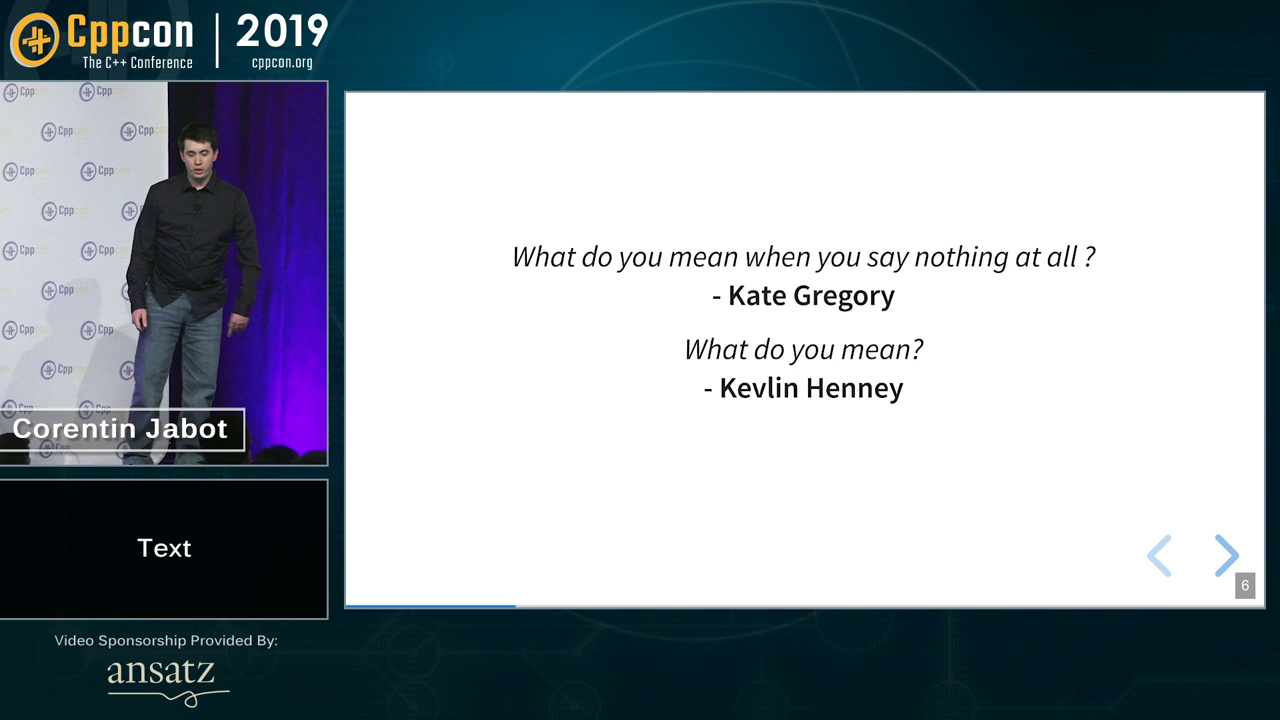 Cppcon
The C++ Conference
2019
cppcon.org
Cpp
Corentin Jabot
Text
Video Sponsorship Provided By:
ansatz
What do you mean when you say nothing at all ?
- Kate Gregory
What do you mean?
- Kevlin Henney
6